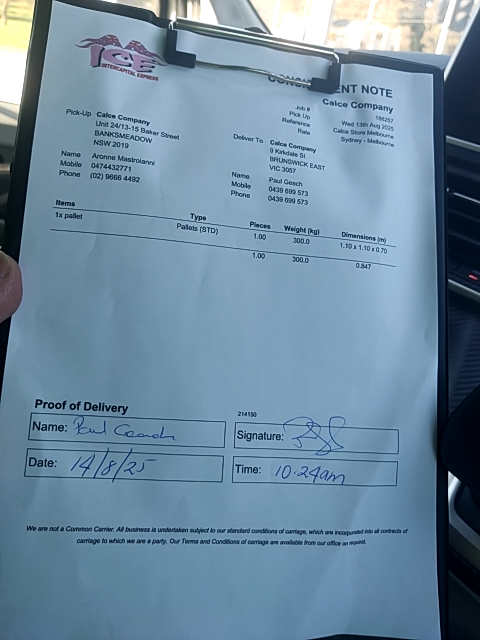 ICE
INTERCAPITAL EXPRESS
CONSIGNMENT NOTE
Calce Company
Job # 168257
Pick Up Wed 13th Aug 2025
Reference Calce Store Melbourne
Rate Sydney - Melbourne
Pick-Up Calce Company
Unit 24/13-15 Baker Street
BANKSMEADOW
NSW 2019
Name Aronne Mastroianni
Mobile 0474432771
Phone (02) 9666 4492
Deliver To Calce Company
9 Kirkdale St
BRUNSWICK EAST
VIC 3057
Name Paul Geach
Mobile 0439 699 573
Phone 0439 699 573
Items Type Pieces Weight (kg) Dimensions (m)
1x pallet Pallets (STD) 1.00 300.0 1.10 x 1.10 x 0.70
1.00 300.0 0.847
Proof of Delivery
214150
Name: Paul Geach
Signature:
Date: 14/8/25
Time: 10.24am
We are not a Common Carrier. All business is undertaken subject to our standard conditions of carriage, which are incorporated into all contracts of
carriage to which we are a party. Our Terms and Conditions of carriage are available from our office on request.